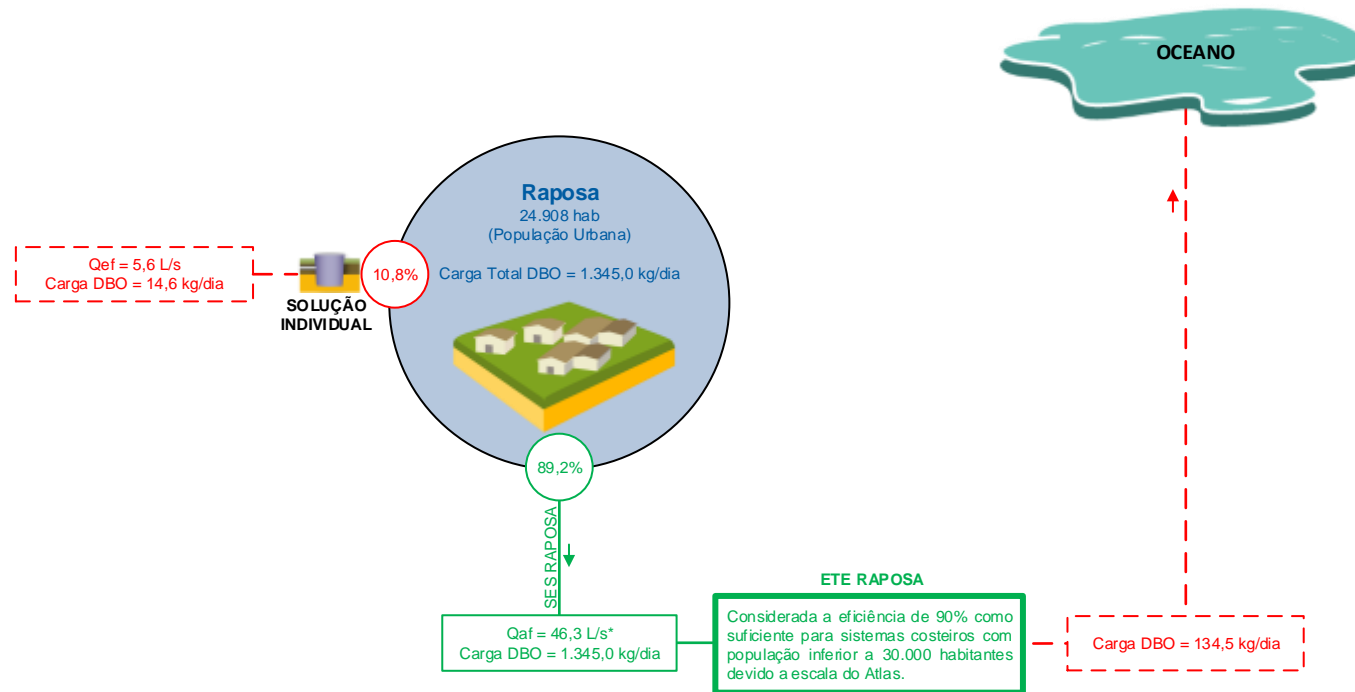 OCEANO
Raposa
24.908 hab
(População Urbana)
Carga Total DBO = 1.345,0 kg/dia
Qef = 5,6 L/s
Carga DBO = 14,6 kg/dia
10,8%
SOLUÇÃO
INDIVIDUAL
89,2%
SES RAPOSA
Qaf = 46,3 L/s*
Carga DBO = 1.345,0 kg/dia
ETE RAPOSA
Considerada a eficiência de 90% como
suficiente para sistemas costeiros com
população inferior a 30.000 habitantes
devido a escala do Atlas.
Carga DBO = 134,5 kg/dia